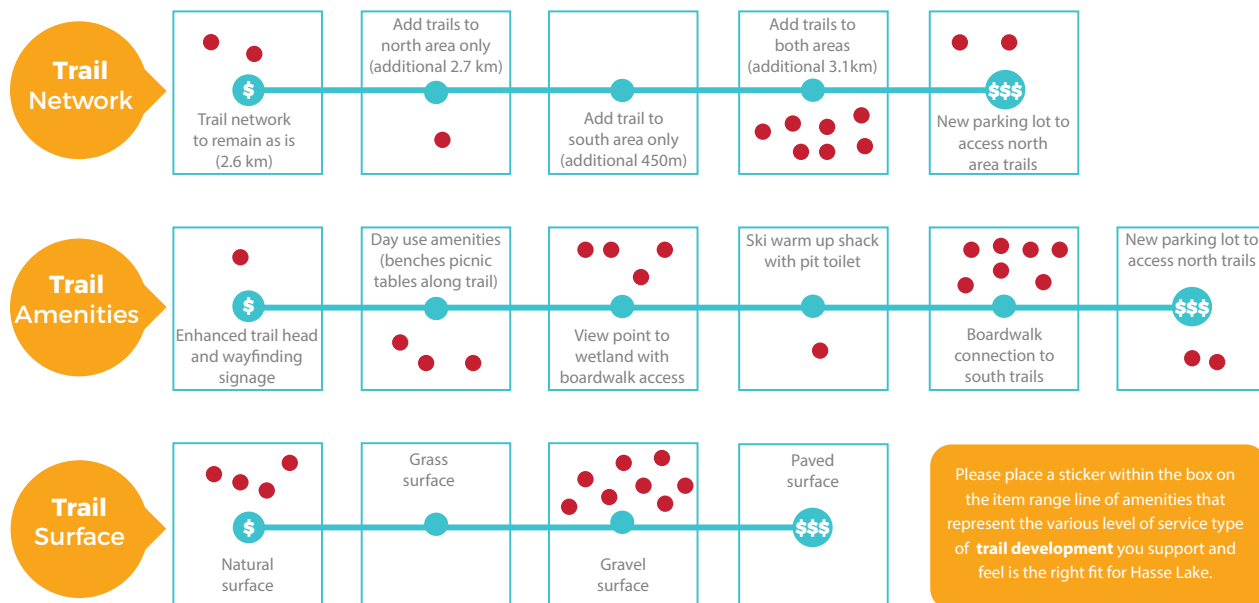 Trail
Network
$
Trail network
to remain as is
(2.6 km)
Add trails to
north area only
(additional 2.7 km)
Add trail to
south area only
(additional 450m)
Add trails to
both areas
(additional 3.1km)
$$$
New parking lot to
access north
area trails
Trail
Amenities
$
Enhanced trail head
and wayfinding
signage
Day use amenities
(benches picnic
tables along trail)
View point to
wetland with
boardwalk access
Ski warm up shack
with pit toilet
Boardwalk
connection to
south trails
New parking lot to
access north trails
$$$
Trail
Surface
$
Natural
surface
Grass
surface
Gravel
surface
Paved
surface
$$$
Please place a sticker within the box on
the item range line of amenities that
represent the various level of service type
of trail development you support and
feel is the right fit for Hasse Lake.